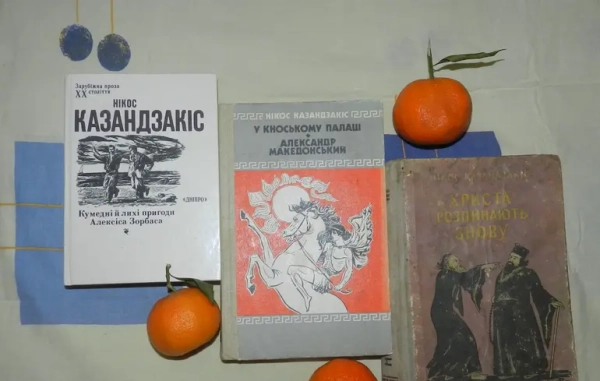 Зарубіжна проза
XX століття
НІКОС
КАЗАНДЗАКІС
«ДНІПРО»
Кумедні й лихі пригоди
Алексіса Зорбаса
НІКОС КАЗАНДЗАКІС
У КНОСЬКОМУ ПАЛАЦІ
АЛЕКСАНДР
МАКЕДОНСЬКИЙ
ХРИСТА
РОЗПИНАЮТЬ
ЗНОВУ